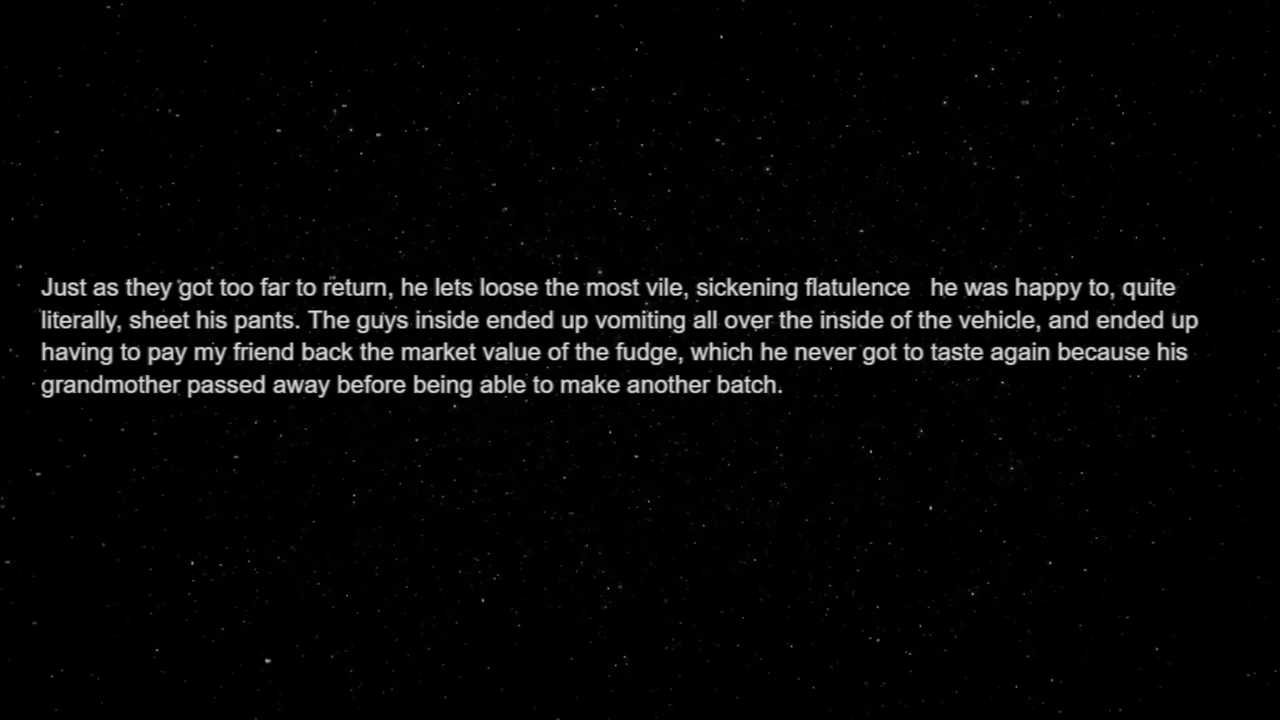 Just as they got too far to return, he lets loose the most vile, sickening flatulence   he was happy to, quite
literally, sheet his pants. The guys inside ended up vomiting all over the inside of the vehicle, and ended up
having to pay my friend back the market value of the fudge, which he never got to taste again because his
grandmother passed away before being able to make another batch.